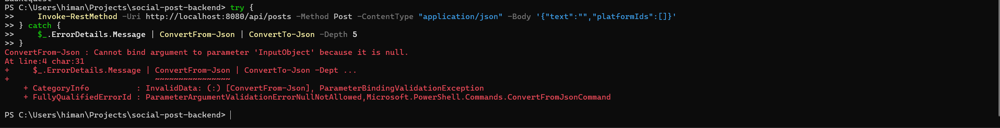 BadRequest
PS C:\Users\himan\Projects\social-post-backend> try {
>>     Invoke-RestMethod -Uri http://localhost:8080/api/posts -Method Post -ContentType "application/json" -Body '{"text":"","platformIds":[]}'
>> } catch {
>>     $_.ErrorDetails.Message | ConvertFrom-Json | ConvertTo-Json -Depth 5
>> }
ConvertFrom-Json : Cannot bind argument to parameter 'InputObject' because it is null.
At line:4 char:31
+     $_.ErrorDetails.Message | ConvertFrom-Json | ConvertTo-Json -Dept ...
+                               ~~~~~~~~~~~~~~~~
    + CategoryInfo          : InvalidData: (:) [ConvertFrom-Json], ParameterBindingValidationException
    + FullyQualifiedErrorId : ParameterArgumentValidationErrorNullNotAllowed,Microsoft.PowerShell.Commands.ConvertFromJsonCommand
PS C:\Users\himan\Projects\social-post-backend>